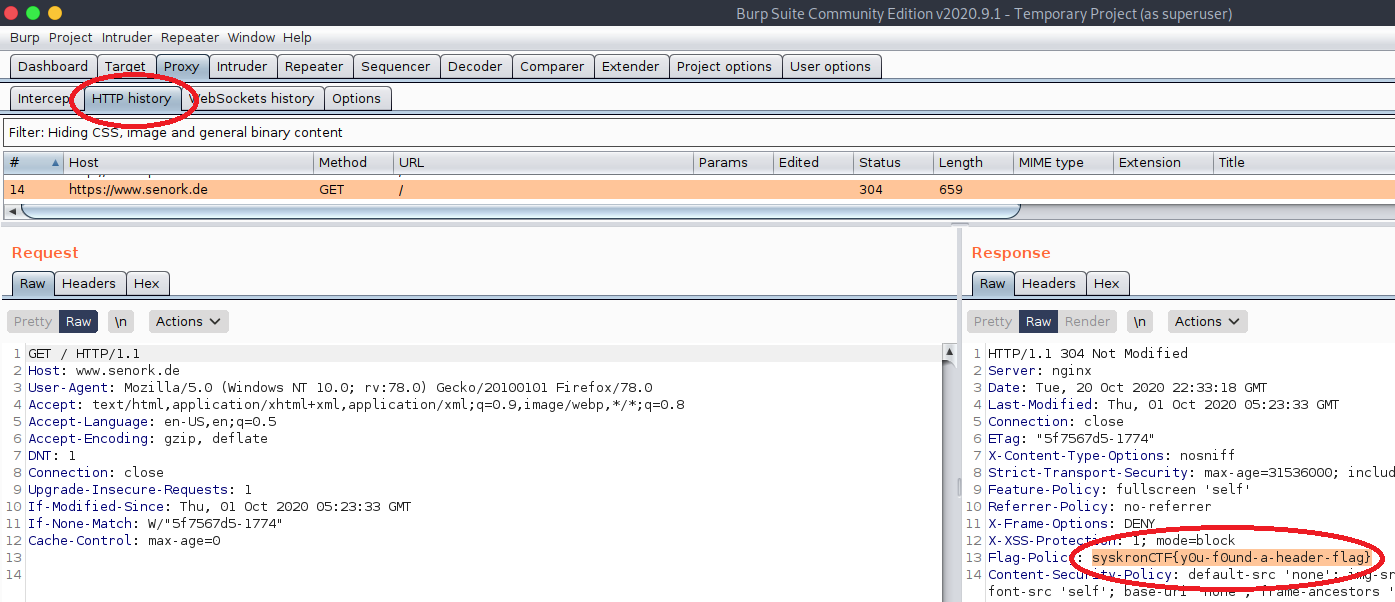 Burp Suite Community Edition v2020.9.1 - Temporary Project (as superuser)
Burp Project Intruder Repeater Window Help
Dashboard Target Proxy Intruder Repeater Sequencer Decoder Comparer Extender Project options User options
Intercept HTTP history WebSockets history Options
Filter: Hiding CSS, image and general binary content
# Host Method URL Params Edited Status Length MIME type Extension Title
14 https://www.senork.de GET / 304 659
Request
Raw Headers Hex
Pretty Raw \n Actions
1 GET / HTTP/1.1
2 Host: www.senork.de
3 User-Agent: Mozilla/5.0 (Windows NT 10.0; rv:78.0) Gecko/20100101 Firefox/78.0
4 Accept: text/html,application/xhtml+xml,application/xml;q=0.9,image/webp,*/*;q=0.8
5 Accept-Language: en-US,en;q=0.5
6 Accept-Encoding: gzip, deflate
7 DNT: 1
8 Connection: close
9 Upgrade-Insecure-Requests: 1
10 If-Modified-Since: Thu, 01 Oct 2020 05:23:33 GMT
11 If-None-Match: W/"5f7567d5-1774"
12 Cache-Control: max-age=0
13
14
Response
Raw Headers Hex
Pretty Raw Render \n Actions
1 HTTP/1.1 304 Not Modified
2 Server: nginx
3 Date: Tue, 20 Oct 2020 22:33:18 GMT
4 Last-Modified: Thu, 01 Oct 2020 05:23:33 GMT
5 Connection: close
6 ETag: "5f7567d5-1774"
7 X-Content-Type-Options: nosniff
8 Strict-Transport-Security: max-age=31536000; includ
9 Feature-Policy: fullscreen 'self'
10 Referrer-Policy: no-referrer
11 X-Frame-Options: DENY
12 X-XSS-Protection: 1; mode=block
13 Flag-Policy: syskronCTF{y0u-f0und-a-header-flag}
14 Content-Security-Policy: default-src 'none'; img-sr
font-src 'self'; base-uri 'none'; frame-ancestors '